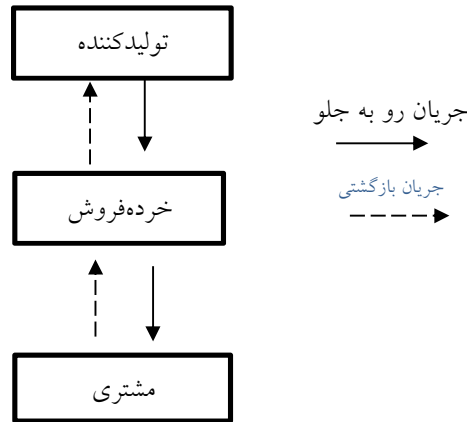 تولیدکننده
جریان رو به جلو
جریان بازگشتی
خرده‌فروش
مشتری